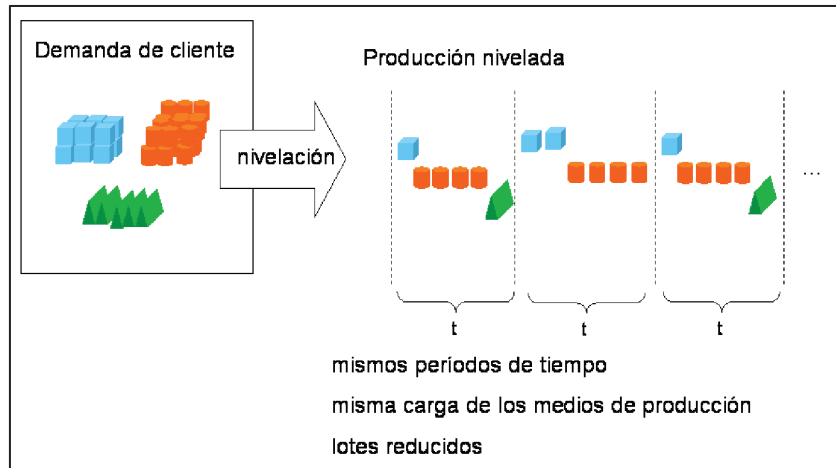 Demanda de cliente
Producción nivelada
nivelación
...
t
t
t
mismos períodos de tiempo
misma carga de los medios de producción
lotes reducidos